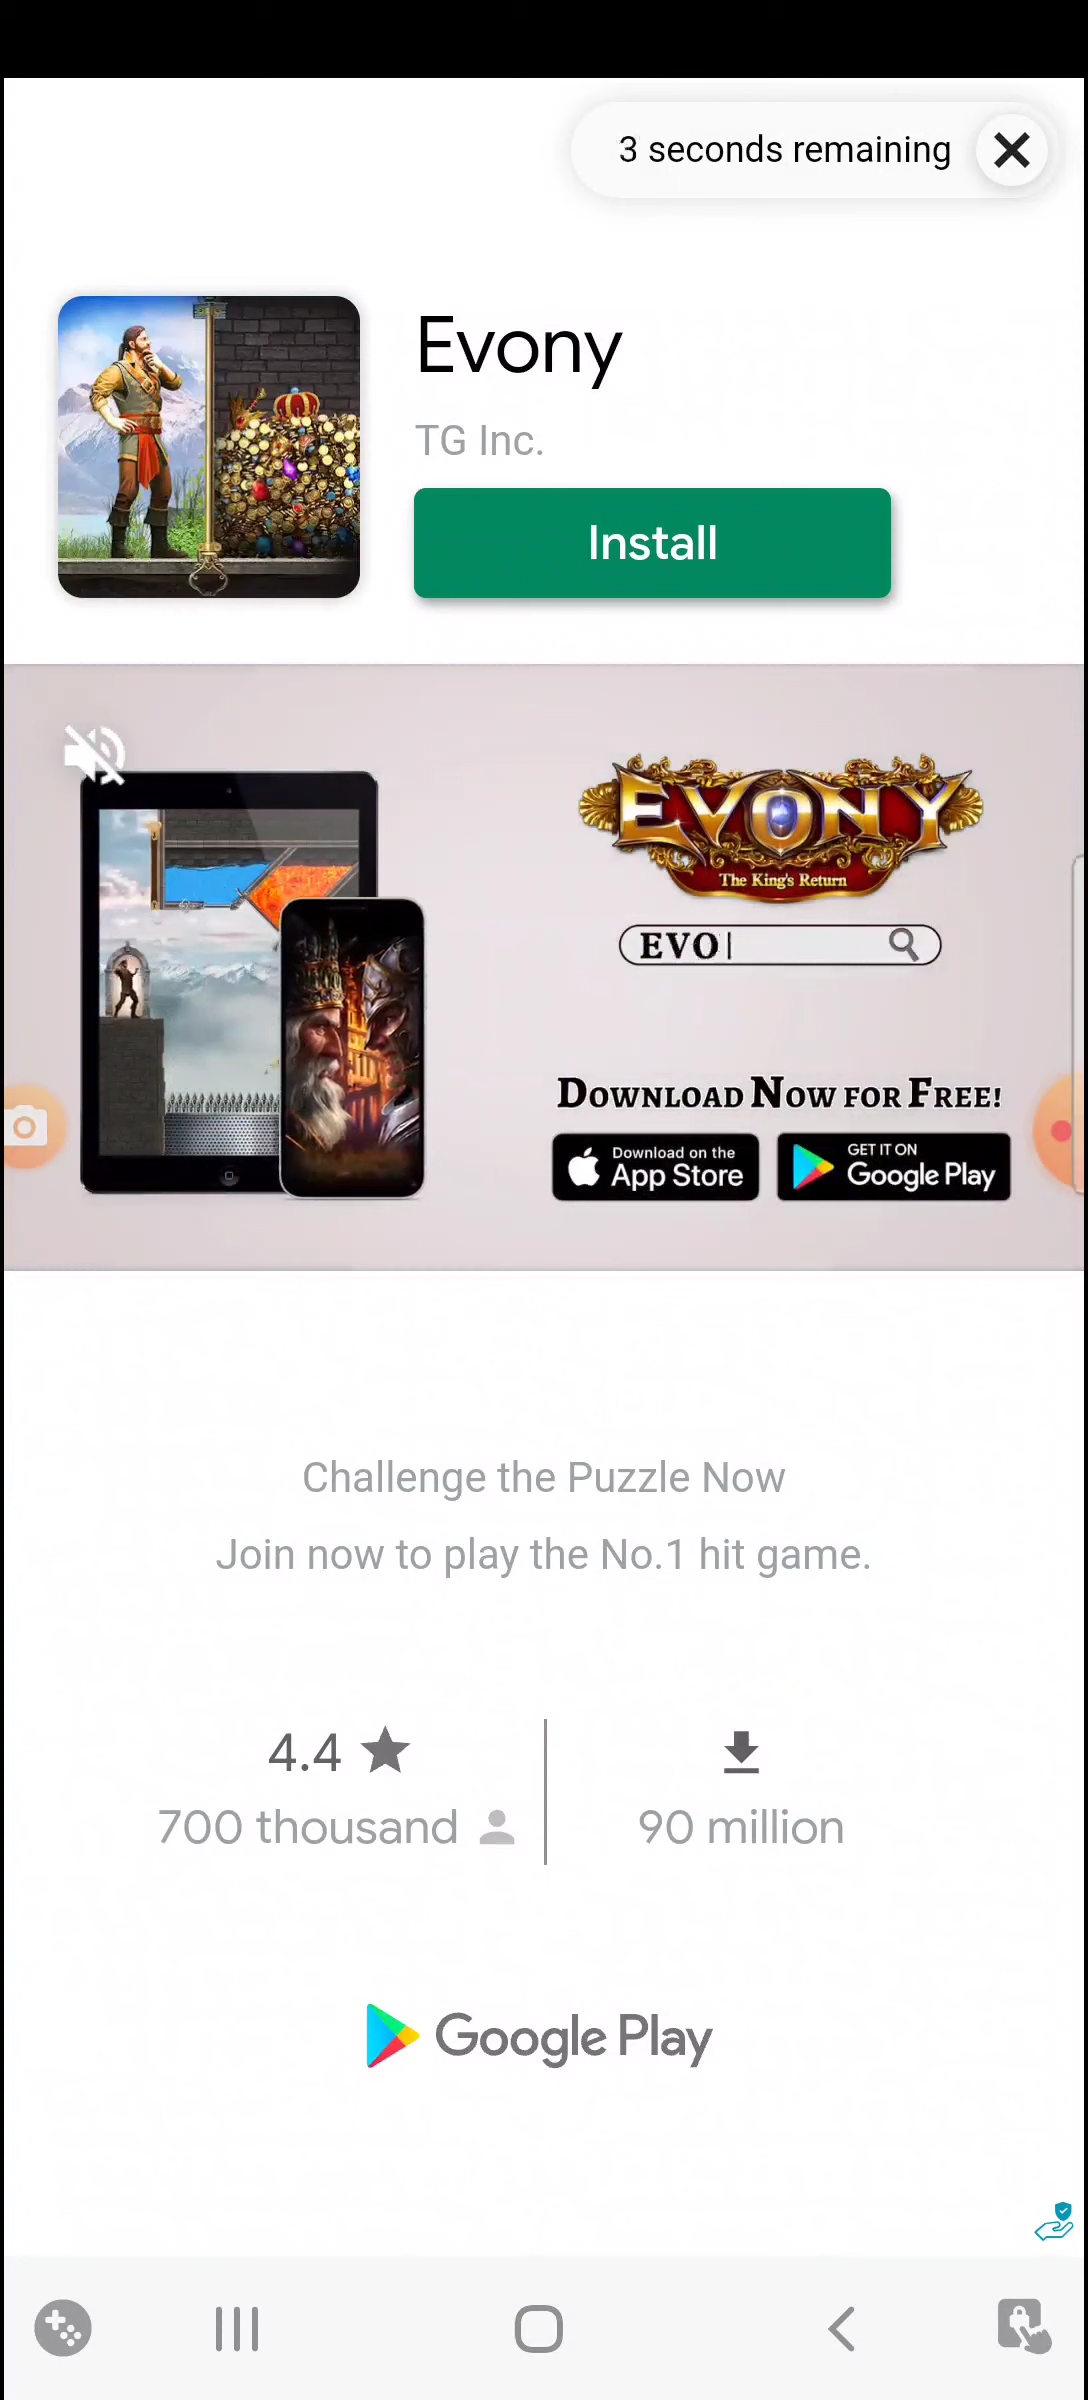 3 seconds remaining
Evony
TG Inc.
Install
EVONY
The King's Return
EVO
DOWNLOAD NOW FOR FREE!
Download on the
App Store
GET IT ON
Google Play
Challenge the Puzzle Now
Join now to play the No.1 hit game.
4.4
700 thousand
90 million
Google Play